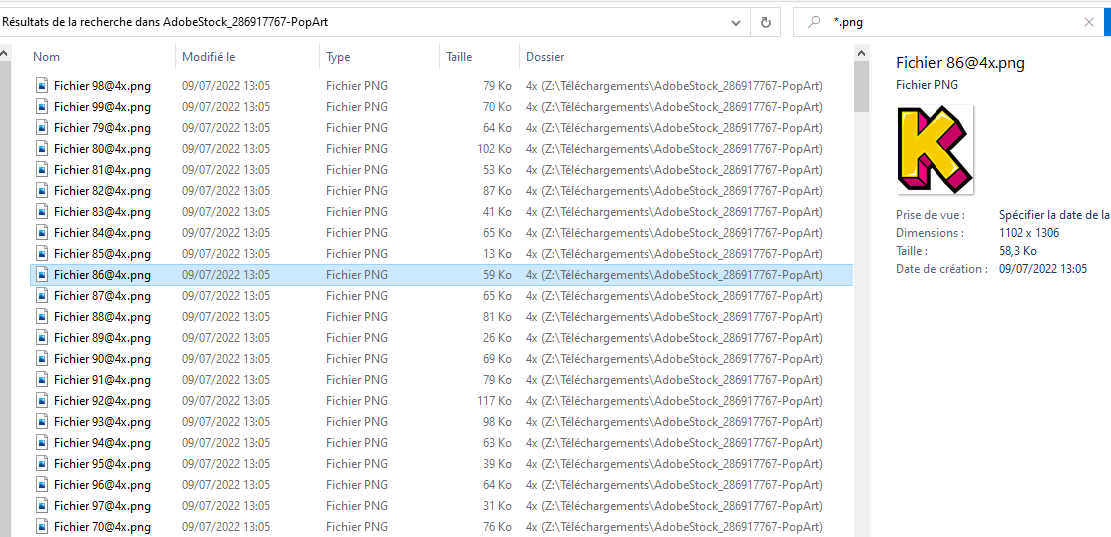 Résultats de la recherche dans AdobeStock_286917767-PopArt
*.png
Nom Modifié le Type Taille Dossier
Fichier 98@4x.png 09/07/2022 13:05 Fichier PNG 79 Ko 4x (Z:\Téléchargements\AdobeStock_286917767-PopArt)
Fichier 99@4x.png 09/07/2022 13:05 Fichier PNG 70 Ko 4x (Z:\Téléchargements\AdobeStock_286917767-PopArt)
Fichier 79@4x.png 09/07/2022 13:05 Fichier PNG 64 Ko 4x (Z:\Téléchargements\AdobeStock_286917767-PopArt)
Fichier 80@4x.png 09/07/2022 13:05 Fichier PNG 102 Ko 4x (Z:\Téléchargements\AdobeStock_286917767-PopArt)
Fichier 81@4x.png 09/07/2022 13:05 Fichier PNG 53 Ko 4x (Z:\Téléchargements\AdobeStock_286917767-PopArt)
Fichier 82@4x.png 09/07/2022 13:05 Fichier PNG 87 Ko 4x (Z:\Téléchargements\AdobeStock_286917767-PopArt)
Fichier 83@4x.png 09/07/2022 13:05 Fichier PNG 41 Ko 4x (Z:\Téléchargements\AdobeStock_286917767-PopArt)
Fichier 84@4x.png 09/07/2022 13:05 Fichier PNG 65 Ko 4x (Z:\Téléchargements\AdobeStock_286917767-PopArt)
Fichier 85@4x.png 09/07/2022 13:05 Fichier PNG 13 Ko 4x (Z:\Téléchargements\AdobeStock_286917767-PopArt)
Fichier 86@4x.png 09/07/2022 13:05 Fichier PNG 59 Ko 4x (Z:\Téléchargements\AdobeStock_286917767-PopArt)
Fichier 87@4x.png 09/07/2022 13:05 Fichier PNG 65 Ko 4x (Z:\Téléchargements\AdobeStock_286917767-PopArt)
Fichier 88@4x.png 09/07/2022 13:05 Fichier PNG 81 Ko 4x (Z:\Téléchargements\AdobeStock_286917767-PopArt)
Fichier 89@4x.png 09/07/2022 13:05 Fichier PNG 26 Ko 4x (Z:\Téléchargements\AdobeStock_286917767-PopArt)
Fichier 90@4x.png 09/07/2022 13:05 Fichier PNG 69 Ko 4x (Z:\Téléchargements\AdobeStock_286917767-PopArt)
Fichier 91@4x.png 09/07/2022 13:05 Fichier PNG 79 Ko 4x (Z:\Téléchargements\AdobeStock_286917767-PopArt)
Fichier 92@4x.png 09/07/2022 13:05 Fichier PNG 117 Ko 4x (Z:\Téléchargements\AdobeStock_286917767-PopArt)
Fichier 93@4x.png 09/07/2022 13:05 Fichier PNG 98 Ko 4x (Z:\Téléchargements\AdobeStock_286917767-PopArt)
Fichier 94@4x.png 09/07/2022 13:05 Fichier PNG 63 Ko 4x (Z:\Téléchargements\AdobeStock_286917767-PopArt)
Fichier 95@4x.png 09/07/2022 13:05 Fichier PNG 39 Ko 4x (Z:\Téléchargements\AdobeStock_286917767-PopArt)
Fichier 96@4x.png 09/07/2022 13:05 Fichier PNG 64 Ko 4x (Z:\Téléchargements\AdobeStock_286917767-PopArt)
Fichier 97@4x.png 09/07/2022 13:05 Fichier PNG 31 Ko 4x (Z:\Téléchargements\AdobeStock_286917767-PopArt)
Fichier 70@4x.png 09/07/2022 13:05 Fichier PNG 76 Ko 4x (Z:\Téléchargements\AdobeStock_286917767-PopArt)
Fichier 86@4x.png
Fichier PNG
K
Prise de vue : Spécifier la date de la
Dimensions : 1102 x 1306
Taille : 58,3 Ko
Date de création : 09/07/2022 13:05